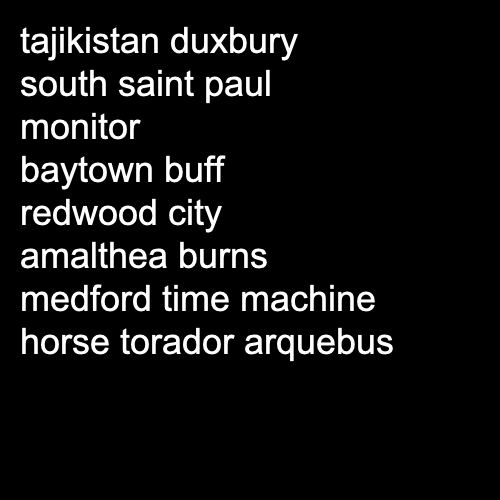 tajikistan duxbury
south saint paul
monitor
baytown buff
redwood city
amalthea burns
medford time machine
horse torador arquebus